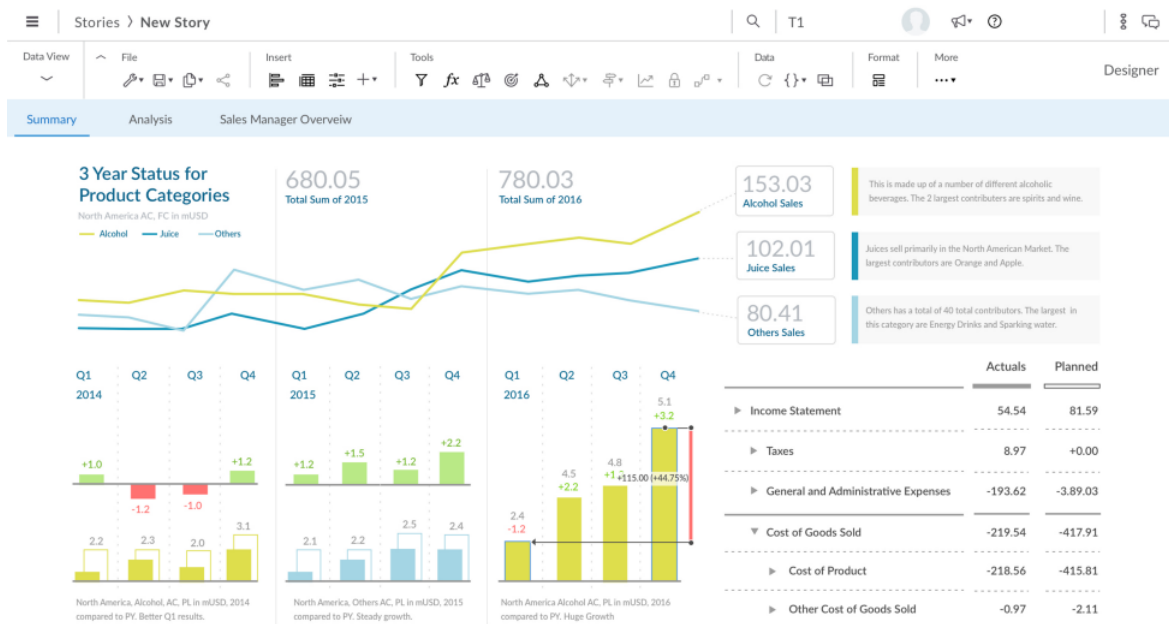 Stories > New Story
T1
Data View
File
Insert
Tools
Data
Format
More
fx
{}
Designer
Summary
Analysis
Sales Manager Overveiw
3 Year Status for
Product Categories
North America AC, FC in mUSD
Alcohol
Juice
Others
680.05
Total Sum of 2015
780.03
Total Sum of 2016
153.03
Alcohol Sales
This is made up of a number of different alcoholic
beverages. The 2 largest contributers are spirits and wine.
102.01
Juice Sales
Juices sell primarily in the North American Market. The
largest contributors are Orange and Apple.
80.41
Others Sales
Others has a total of 40 total contributors. The largest in
this category are Energy Drinks and Sparking water.
Q1 Q2 Q3 Q4
2014
+1.0
-1.2
-1.0
+1.2
2.2
2.3
2.0
3.1
North America, Alcohol, AC, PL in mUSD, 2014
compared to PY. Better Q1 results.
Q1 Q2 Q3 Q4
2015
+1.2
+1.5
+1.2
+2.2
2.1
2.2
2.5
2.4
North America, Others AC, PL in mUSD, 2015
compared to PY. Steady growth.
Q1 Q2 Q3 Q4
2016
2.4
-1.2
4.5
+2.2
4.8
5.1
+3.2
+115.00 (+44.75%)
North America Alcohol AC, PL in mUSD, 2016
compared to PY. Huge Growth
Actuals Planned
Income Statement 54.54 81.59
Taxes 8.97 +0.00
General and Administrative Expenses -193.62 -3.89.03
Cost of Goods Sold -219.54 -417.91
Cost of Product -218.56 -415.81
Other Cost of Goods Sold -0.97 -2.11